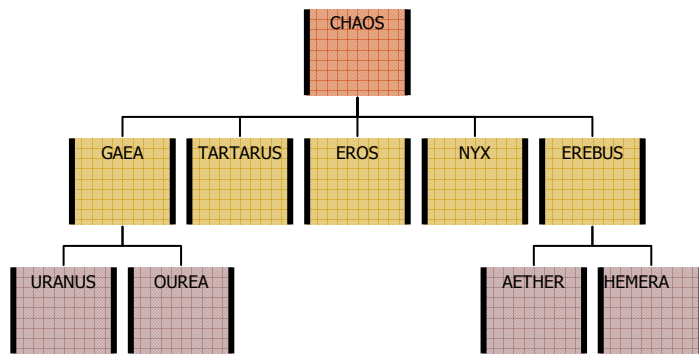 CHAOS
GAEA
TARTARUS
EROS
NYX
EREBUS
URANUS
OUREA
AETHER
HEMERA